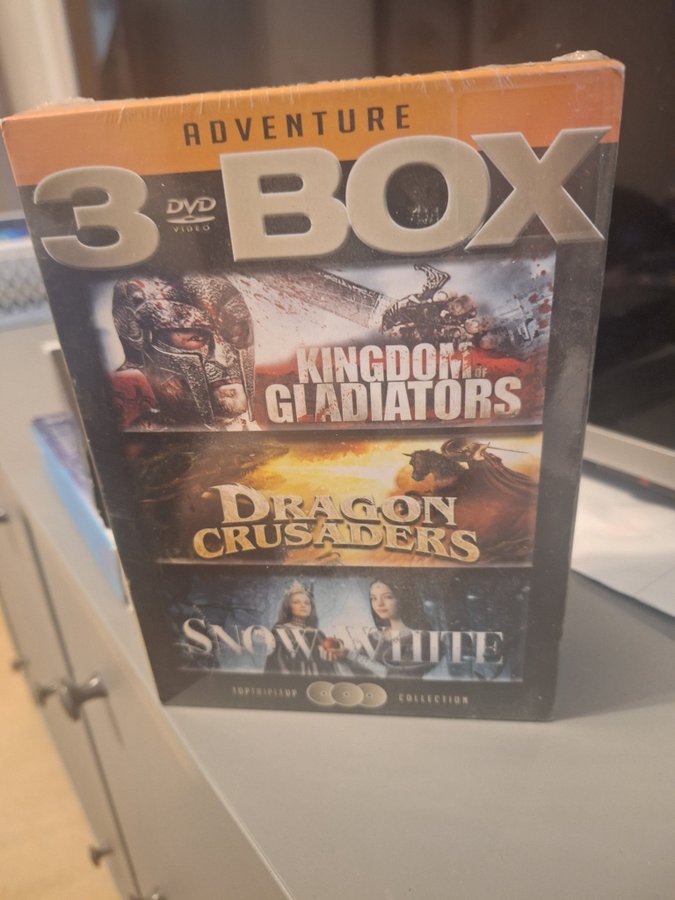 ADVENTURE
3 DVD VIDEO BOX
KINGDOM OF
GLADIATORS
DRAGON
CRUSADERS
SNOW WHITE
TOPTRIPLETOP COLLECTION